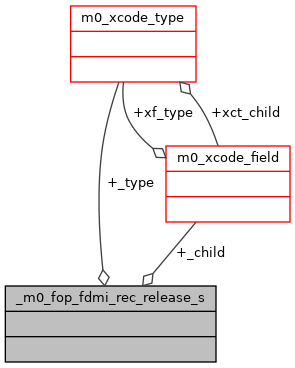 m0_xcode_type
+xf_type
+xct_child
m0_xcode_field
+_type
+_child
_m0_fop_fdmi_rec_release_s